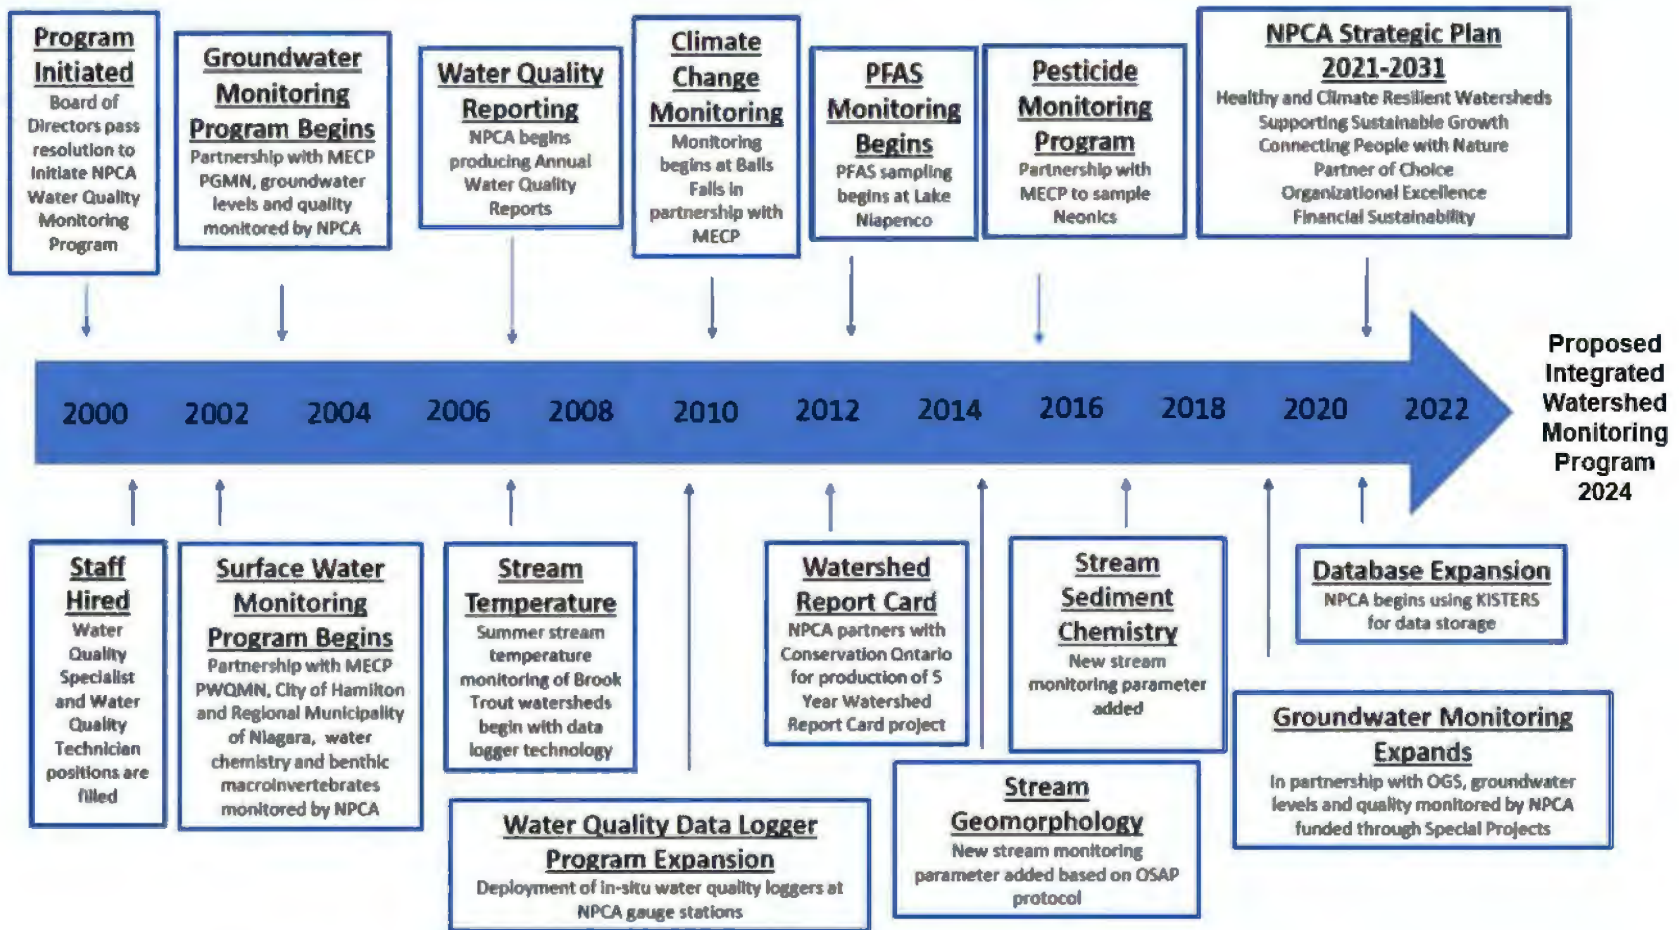 Program
Initiated
Board of
Directors pass
resolution to
Initiate NPCA
Water Quality
Monitoring
Program
Groundwater
Monitoring
Program Begins
Partnership with MECP
PGMN, groundwater
levels and quality
monitored by NPCA
Water Quality
Reporting
NPCA begins
producing Annual
Water Quality
Reports
Climate
Change
Monitoring
Monitoring
begins at Balls
Falls in
partnership with
MECP
PFAS
Monitoring
Begins
PFAS sampling
begins at Lake
Niapenco
Pesticide
Monitoring
Program
Partnership with
MECP to sample
Neonics
NPCA Strategic Plan
2021-2031
Healthy and Climate Resilient Watersheds
Supporting Sustainable Growth
Connecting People with Nature
Partner of Choice
Organizational Excellence
Financial Sustainability
2000 2002 2004 2006 2008 2010 2012 2014 2016 2018 2020 2022
Proposed
Integrated
Watershed
Monitoring
Program
2024
Staff
Hired
Water
Quality
Specialist
and Water
Quality
Technician
positions are
filled
Surface Water
Monitoring
Program Begins
Partnership with MECP
PWQMN, City of Hamilton
and Regional Municipality
of Niagara, water
chemistry and benthic
macroinvertebrates
monitored by NPCA
Stream
Temperature
Summer stream
temperature
monitoring of Brook
Trout watersheds
begin with data
logger technology
Water Quality Data Logger
Program Expansion
Deployment of in-situ water quality loggers at
NPCA gauge stations
Watershed
Report Card
NPCA partners with
Conservation Ontario
for production of 5
Year Watershed
Report Card project
Stream
Geomorphology
New stream monitoring
parameter added based on OSAP
protocol
Stream
Sediment
Chemistry
New stream
monitoring parameter
added
Groundwater Monitoring
Expands
In partnership with OGS, groundwater
levels and quality monitored by NPCA
funded through Special Projects
Database Expansion
NPCA begins using KISTERS
for data storage